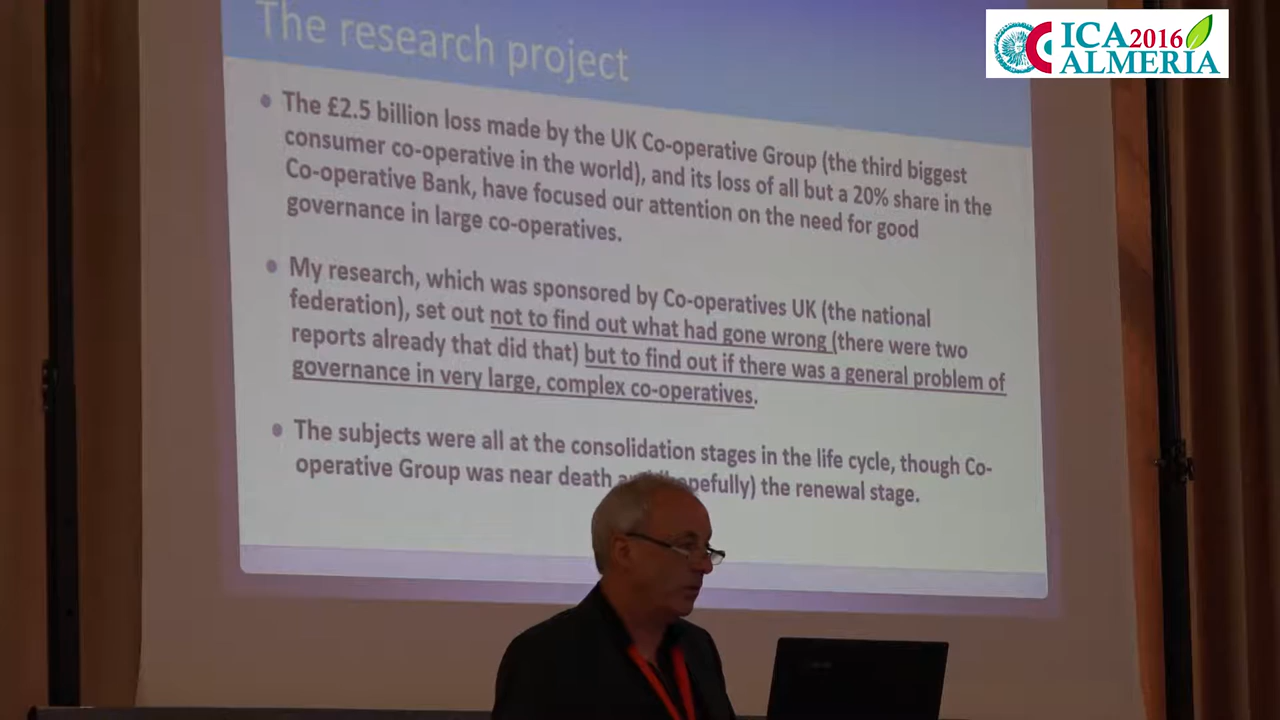 The research project
ICA2016
ALMERIA
• The £2.5 billion loss made by the UK Co-operative Group (the third biggest
consumer co-operative in the world), and its loss of all but a 20% share in the
Co-operative Bank, have focused our attention on the need for good
governance in large co-operatives.
• My research, which was sponsored by Co-operatives UK (the national
federation), set out not to find out what had gone wrong (there were two
reports already that did that) but to find out if there was a general problem of
governance in very large, complex co-operatives.
• The subjects were all at the consolidation stages in the life cycle, though Co-
operative Group was near death the renewal stage.